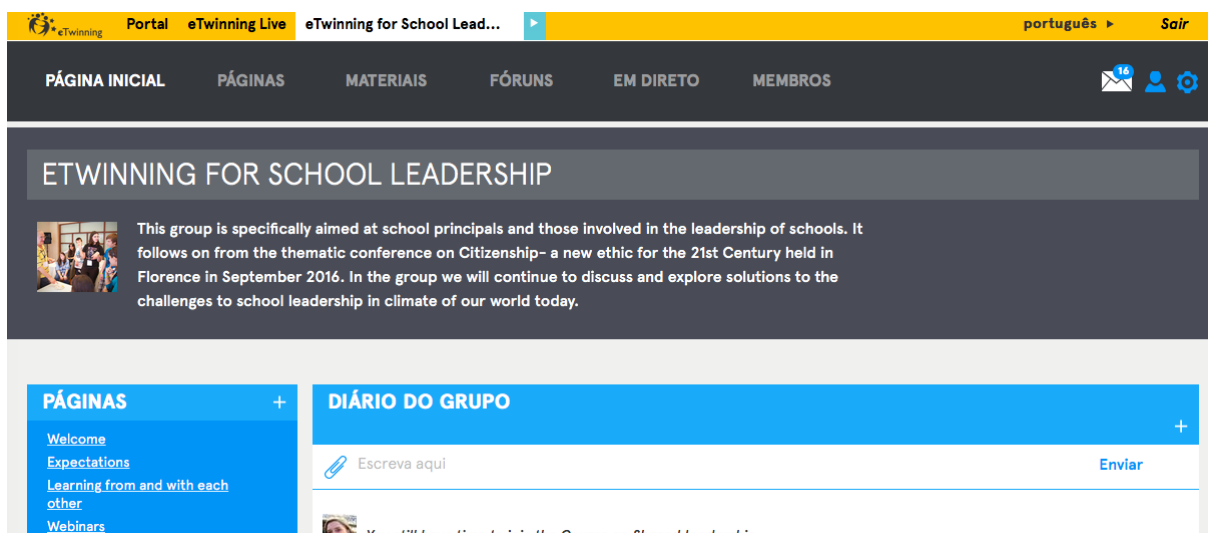 eTwinning Portal eTwinning Live eTwinning for School Lead... português Sair
PÁGINA INICIAL PÁGINAS MATERIAIS FÓRUNS EM DIRETO MEMBROS 16
ETWINNING FOR SCHOOL LEADERSHIP
This group is specifically aimed at school principals and those involved in the leadership of schools. It
follows on from the thematic conference on Citizenship- a new ethic for the 21st Century held in
Florence in September 2016. In the group we will continue to discuss and explore solutions to the
challenges to school leadership in climate of our world today.
PÁGINAS +
Welcome
Expectations
Learning from and with each
other
Webinars
DIÁRIO DO GRUPO
+
Escreva aqui Enviar